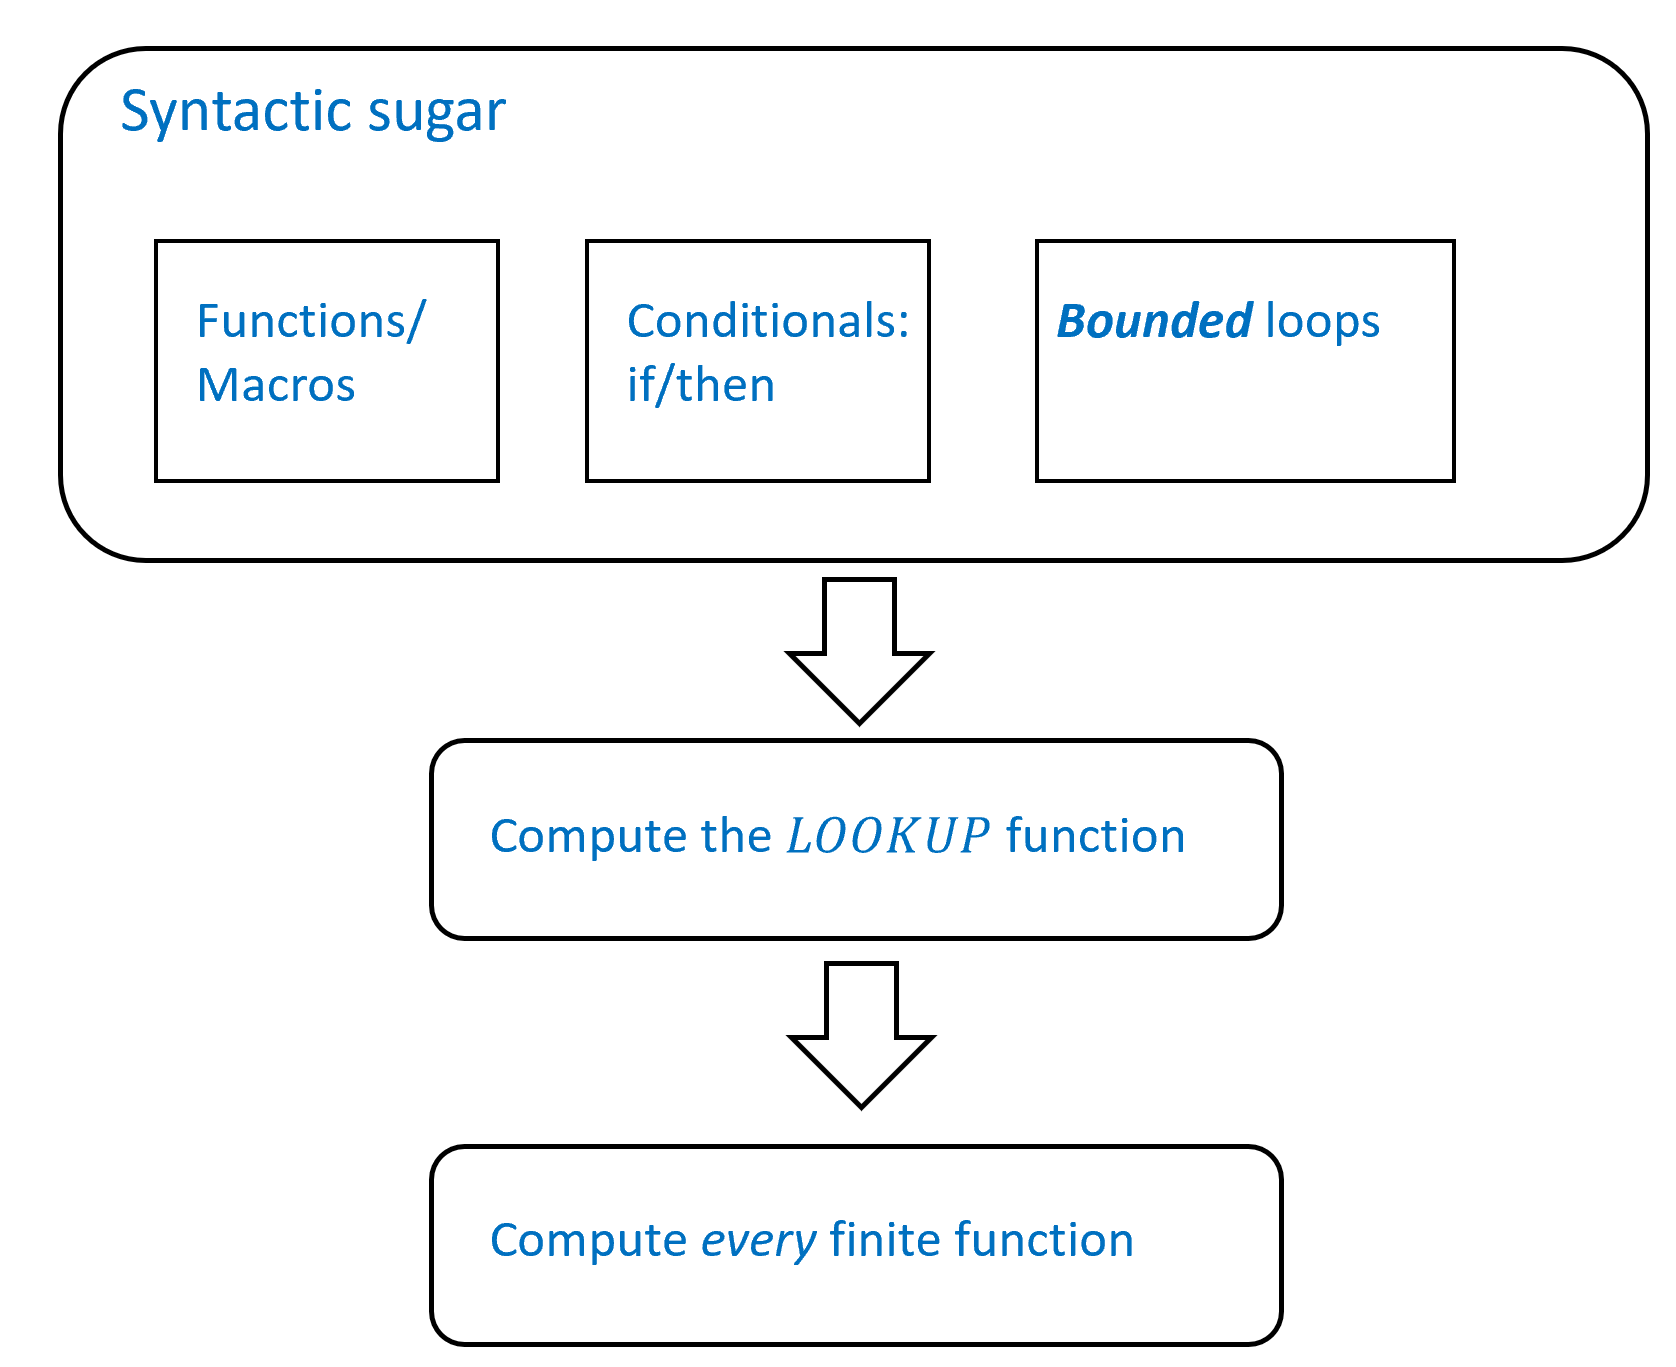 Syntactic sugar
Functions/
Macros
Conditionals:
if/then
Bounded loops
Compute the LOOKUP function
Compute every finite function